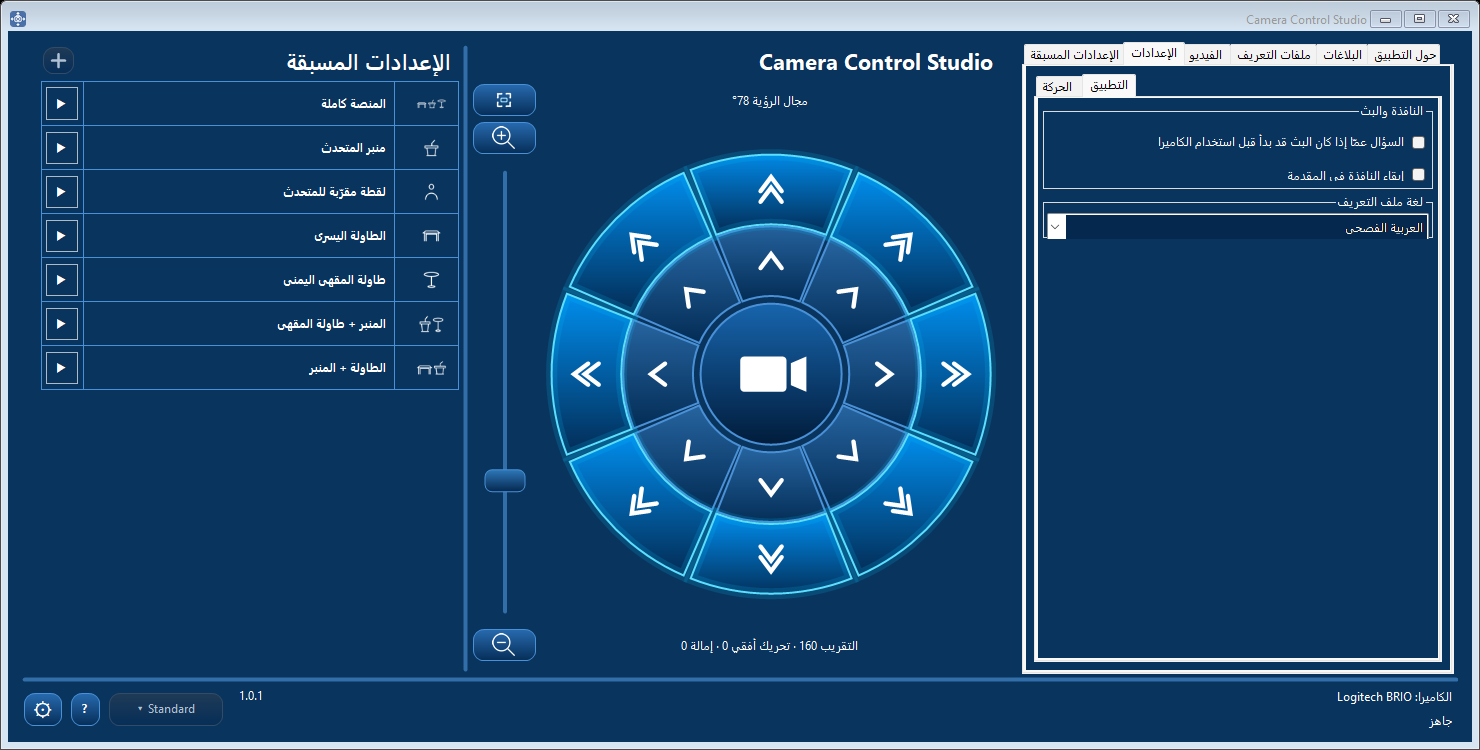 Camera Control Studio
حول التطبيق
البلاغات
ملفات التعريف
الفيديو
الإعدادات
الإعدادات المسبقة
التطبيق
الحركة
النافذة والبث
السؤال عمّا إذا كان البث قد بدأ قبل استخدام الكاميرا
إبقاء النافذة في المقدمة
لغة ملف التعريف
العربية الفصحى
Camera Control Studio
مجال الرؤية 78°
التقريب 160 · تحريك أفقي 0 · إمالة 0
الإعدادات المسبقة
المنصة كاملة
منبر المتحدث
لقطة مقرّبة للمتحدث
الطاولة اليسرى
طاولة المقهى اليمنى
المنبر + طاولة المقهى
الطاولة + المنبر
الكاميرا: Logitech BRIO
جاهز
?
Standard
1.0.1